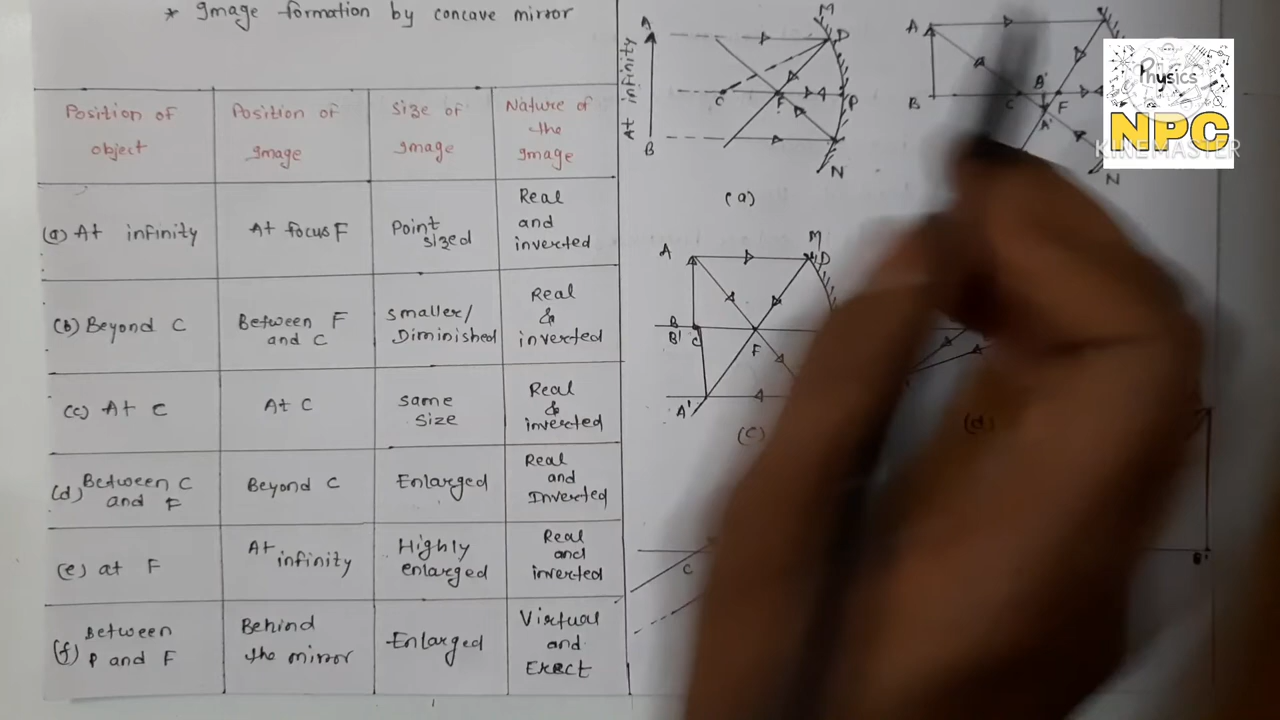 * Image formation by concave mirror
Position of
object
Position of
Image
Size of
Image
Nature of
the
Image
(a) At infinity
At focus F
Point
sized
Real
and
inverted
(b) Beyond C
Between F
and C
smaller/
Diminished
Real
&
inverted
(c) At C
At C
same
size
Real
&
inverted
(d) Between C
and F
Beyond C
Enlarged
Real
and
Inverted
(e) at F
At
infinity
Highly
enlarged
Real
and
inverted
(f) Between
P and F
Behind
the mirror
Enlarged
Virtual
and
Erect
At infinity
A
B
M
D
C
F
P
N
(a)
A
B
C
B'
F
A'
N
Physics
NPC
KINEMASTER
A
M
D
B
B'
C
F
A'
(c)
(d)
C
B'